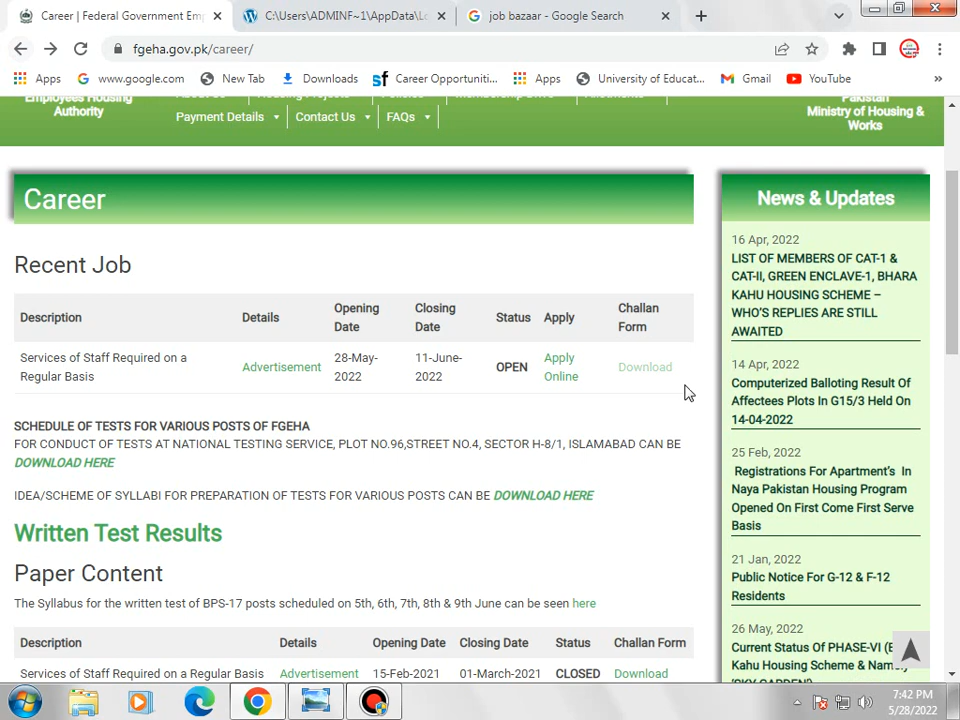 Career | Federal Government Emp
C:\Users\ADMINF~1\AppData\Lo
job bazaar - Google Search
fgeha.gov.pk/career/
Apps
www.google.com
New Tab
Downloads
Career Opportuniti...
Apps
University of Educat...
Gmail
YouTube
»
Employees Housing
Authority
Payment Details
Contact Us
FAQs
Pakistan
Ministry of Housing &
Works
Career
Recent Job
Description Details Opening Date Closing Date Status Apply Challan Form
Services of Staff Required on a Regular Basis Advertisement 28-May-2022 11-June-2022 OPEN Apply Online Download
SCHEDULE OF TESTS FOR VARIOUS POSTS OF FGEHA
FOR CONDUCT OF TESTS AT NATIONAL TESTING SERVICE, PLOT NO.96,STREET NO.4, SECTOR H-8/1, ISLAMABAD CAN BE
DOWNLOAD HERE
IDEA/SCHEME OF SYLLABI FOR PREPARATION OF TESTS FOR VARIOUS POSTS CAN BE DOWNLOAD HERE
Written Test Results
Paper Content
The Syllabus for the written test of BPS-17 posts scheduled on 5th, 6th, 7th, 8th & 9th June can be seen here
Description Details Opening Date Closing Date Status Challan Form
Services of Staff Required on a Regular Basis Advertisement 15-Feb-2021 01-March-2021 CLOSED Download
News & Updates
16 Apr, 2022
LIST OF MEMBERS OF CAT-1 &
CAT-II, GREEN ENCLAVE-1, BHARA
KAHU HOUSING SCHEME –
WHO'S REPLIES ARE STILL
AWAITED
14 Apr, 2022
Computerized Balloting Result Of
Affectees Plots In G15/3 Held On
14-04-2022
25 Feb, 2022
Registrations For Apartment's In
Naya Pakistan Housing Program
Opened On First Come First Serve
Basis
21 Jan, 2022
Public Notice For G-12 & F-12
Residents
26 May, 2022
Current Status Of PHASE-VI (B
Kahu Housing Scheme & Nam
7:42 PM
5/28/2022